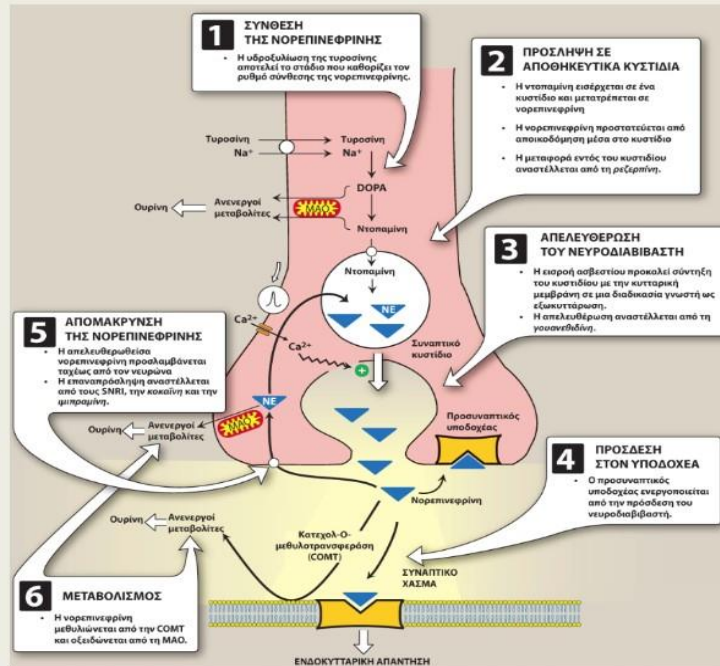 1 ΣΥΝΘΕΣΗ
ΤΗΣ ΝΟΡΕΠΙΝΕΦΡΙΝΗΣ
• Η υδροξυλίωση της τυροσίνης
αποτελεί το στάδιο που καθορίζει τον
ρυθμό σύνθεσης της νορεπινεφρίνης.
2 ΠΡΟΣΛΗΨΗ ΣΕ
ΑΠΟΘΗΚΕΥΤΙΚΑ ΚΥΣΤΙΔΙΑ
• Η ντοπαμίνη εισέρχεται σε ένα
κυστίδιο και μετατρέπεται σε
νορεπινεφρίνη
• Η νορεπινεφρίνη προστατεύεται από
αποικοδόμηση μέσα στο κυστίδιο
• Η μεταφορά εντός του κυστιδίου
αναστέλλεται από τη ρεζερπίνη.
Τυροσίνη
Τυροσίνη
Na⁺
Na⁺
DOPA
MAO
Ανενεργοί
μεταβολίτες
Ουρίνη
Ντοπαμίνη
Ντοπαμίνη
NE
Συναπτικό
κυστίδιο
3 ΑΠΕΛΕΥΘΕΡΩΣΗ
ΤΟΥ ΝΕΥΡΟΔΙΑΒΙΒΑΣΤΗ
• Η εισροή ασβεστίου προκαλεί σύντηξη
του κυστιδίου με την κυτταρική
μεμβράνη σε μια διαδικασία γνωστή ως
εξωκυττάρωση.
• Η απελευθέρωση αναστέλλεται από τη
γουανεθιδίνη.
Ca²⁺
Ca²⁺
+
5 ΑΠΟΜΑΚΡΥΝΣΗ
ΤΗΣ ΝΟΡΕΠΙΝΕΦΡΙΝΗΣ
• Η απελευθερωθείσα
νορεπινεφρίνη προσλαμβάνεται
ταχέως από τον νευρώνα
• Η επαναπρόσληψη αναστέλλεται
από τους SNRI, την κοκαΐνη και την
ιμιπραμίνη.
NE
MAO
Ανενεργοί
μεταβολίτες
Ουρίνη
Προσυναπτικός
υποδοχέας
Νορεπινεφρίνη
4 ΠΡΟΣΔΕΣΗ
ΣΤΟΝ ΥΠΟΔΟΧΕΑ
• Ο προσυναπτικός
υποδοχέας ενεργοποιείται
από την πρόσδεση του
νευροδιαβιβαστή.
Ανενεργοί
μεταβολίτες
Ουρίνη
Κατεχολ-Ο-
μεθυλοτρανσφεράση
(COMT)
ΣΥΝΑΠΤΙΚΟ
ΧΑΣΜΑ
6 ΜΕΤΑΒΟΛΙΣΜΟΣ
• Η νορεπινεφρίνη
μεθυλιώνεται από την COMT
και οξειδώνεται από τη MAO.
ΕΝΔΟΚΥΤΤΑΡΙΚΗ ΑΠΑΝΤΗΣΗ